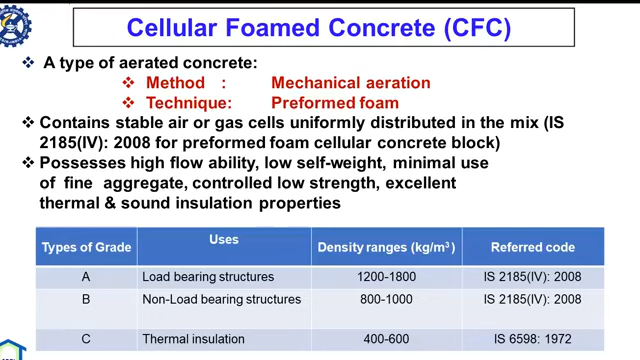 Cellular Foamed Concrete (CFC)
❖ A type of aerated concrete:
❖ Method : Mechanical aeration
❖ Technique: Preformed foam
❖ Contains stable air or gas cells uniformly distributed in the mix (IS
2185(IV): 2008 for preformed foam cellular concrete block)
❖ Possesses high flow ability, low self-weight, minimal use
of fine aggregate, controlled low strength, excellent
thermal & sound insulation properties
Types of Grade Uses Density ranges (kg/m³) Referred code
A Load bearing structures 1200-1800 IS 2185(IV): 2008
B Non-Load bearing structures 800-1000 IS 2185(IV): 2008
C Thermal insulation 400-600 IS 6598: 1972